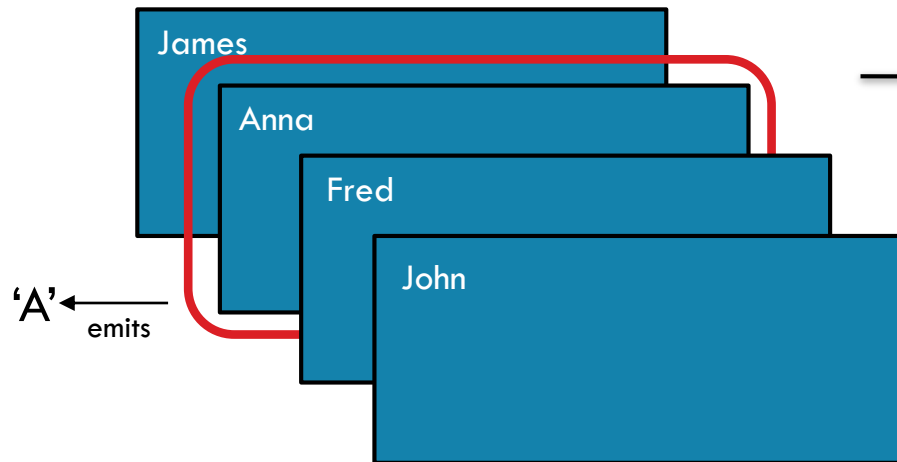 James
Anna
Fred
John
‘A’
emits